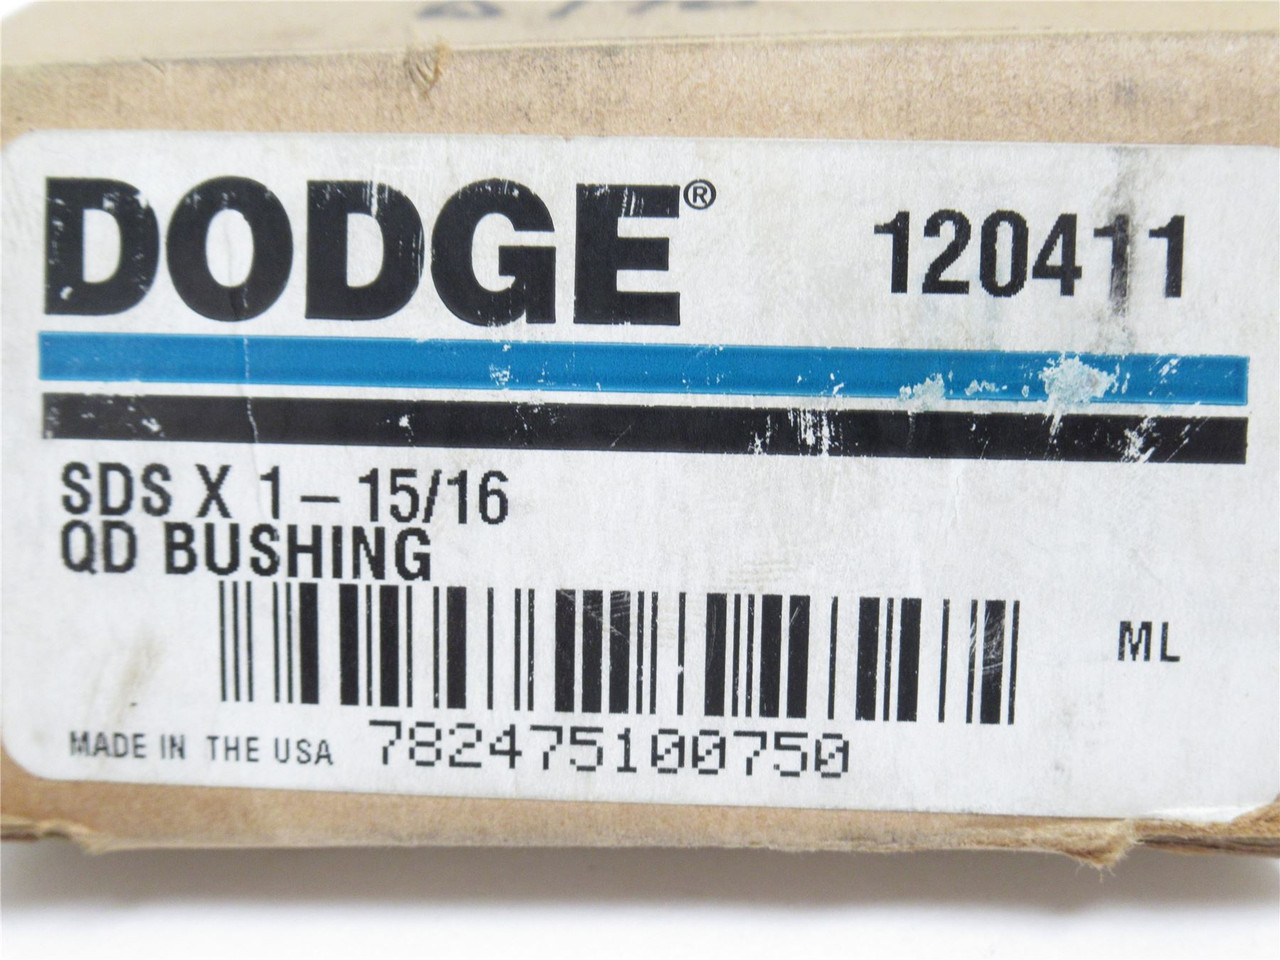 DODGE® 120411
SDS X 1-15/16
QD BUSHING
ML
MADE IN THE USA 782475100750